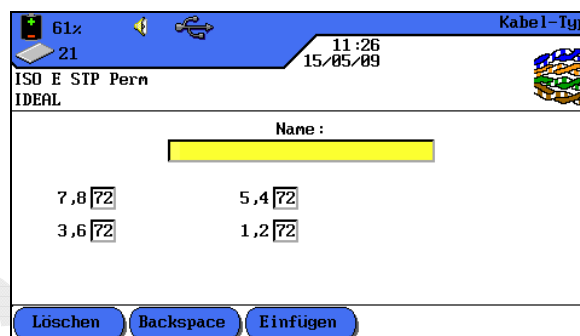 61% Kabel-Typ
21 11:26
15/05/09
ISO E STP Perm
IDEAL
Name:
7,8 72 5,4 72
3,6 72 1,2 72
Löschen Backspace Einfügen